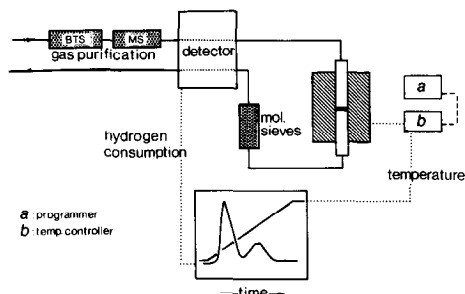 BTS MS
gas purification
detector
mol.
sieves
hydrogen
consumption
a
b
temperature
a : programmer
b : temp.controller
time